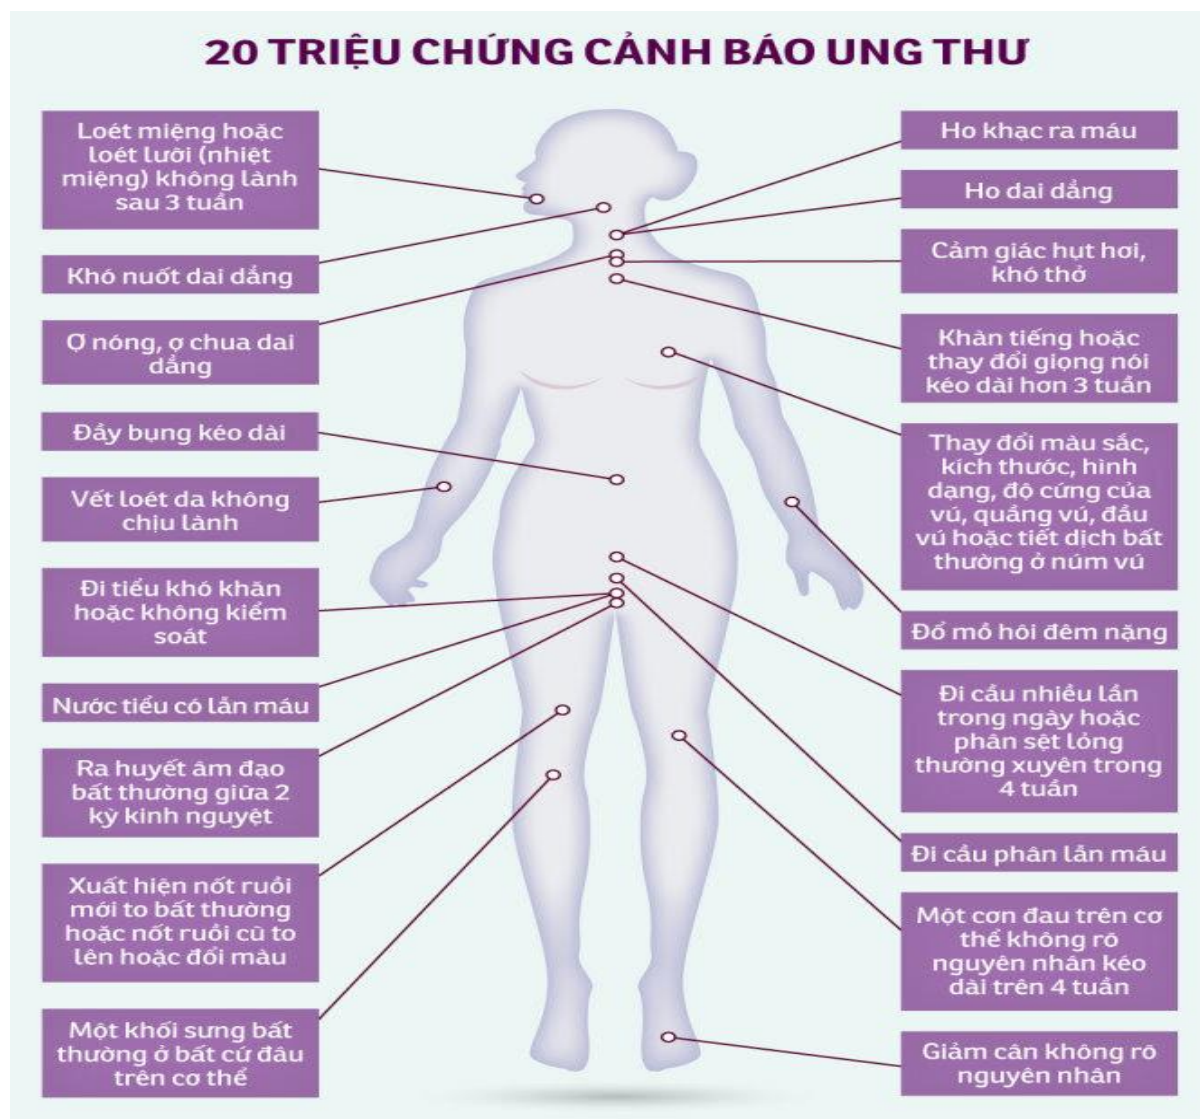 20 TRIỆU CHỨNG CẢNH BÁO UNG THƯ
Loét miệng hoặc
loét lưỡi (nhiệt
miệng) không lành
sau 3 tuần
Khó nuốt dai dẳng
Ợ nóng, ợ chua dai
dẳng
Đầy bụng kéo dài
Vết loét da không
chịu lành
Đi tiểu khó khăn
hoặc không kiểm
soát
Nước tiểu có lẫn máu
Ra huyết âm đạo
bất thường giữa 2
kỳ kinh nguyệt
Xuất hiện nốt ruồi
mới to bất thường
hoặc nốt ruồi cũ to
lên hoặc đổi màu
Một khối sưng bất
thường ở bất cứ đâu
trên cơ thể
Ho khạc ra máu
Ho dai dẳng
Cảm giác hụt hơi,
khó thở
Khàn tiếng hoặc
thay đổi giọng nói
kéo dài hơn 3 tuần
Thay đổi màu sắc,
kích thước, hình
dạng, độ cứng của
vú, quầng vú, đầu
vú hoặc tiết dịch bất
thường ở núm vú
Đổ mồ hôi đêm nặng
Đi cầu nhiều lần
trong ngày hoặc
phân sệt lỏng
thường xuyên trong
4 tuần
Đi cầu phân lẫn máu
Một cơn đau trên cơ
thể không rõ
nguyên nhân kéo
dài trên 4 tuần
Giảm cân không rõ
nguyên nhân